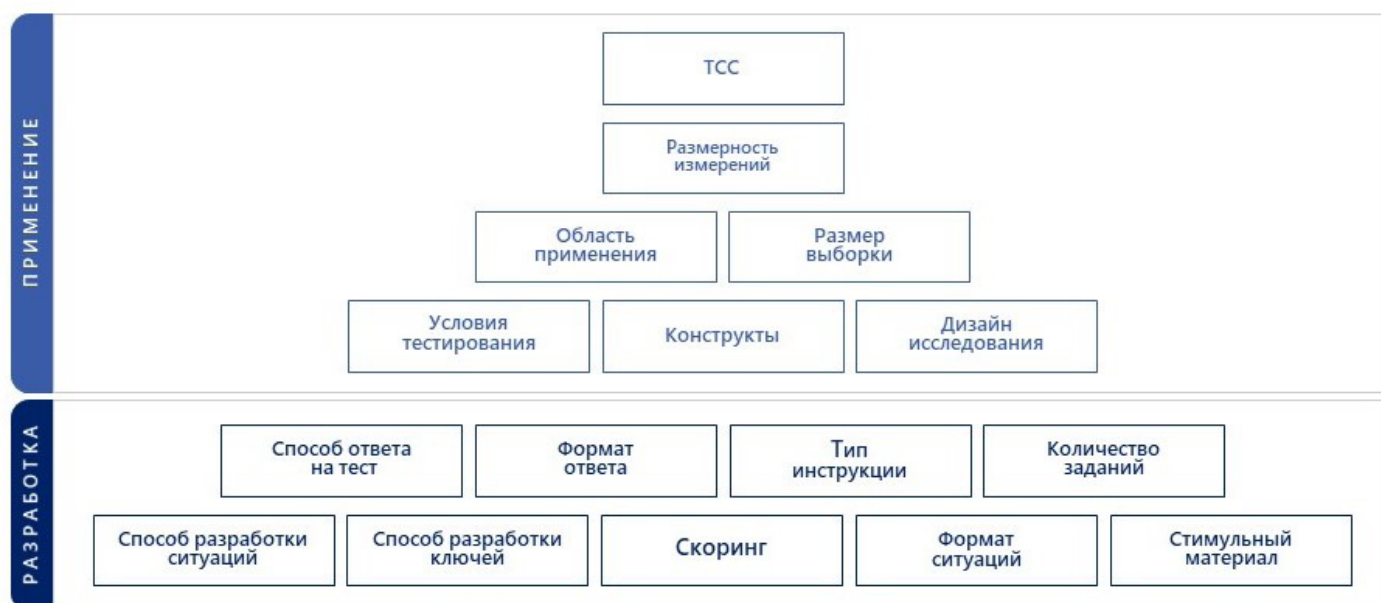 ПРИМЕНЕНИЕ
ТСС
Размерность
измерений
Область
применения
Размер
выборки
Условия
тестирования
Конструкты
Дизайн
исследования
РАЗРАБОТКА
Способ ответа
на тест
Формат
ответа
Тип
инструкции
Количество
заданий
Способ разработки
ситуаций
Способ разработки
ключей
Скоринг
Формат
ситуаций
Стимульный
материал